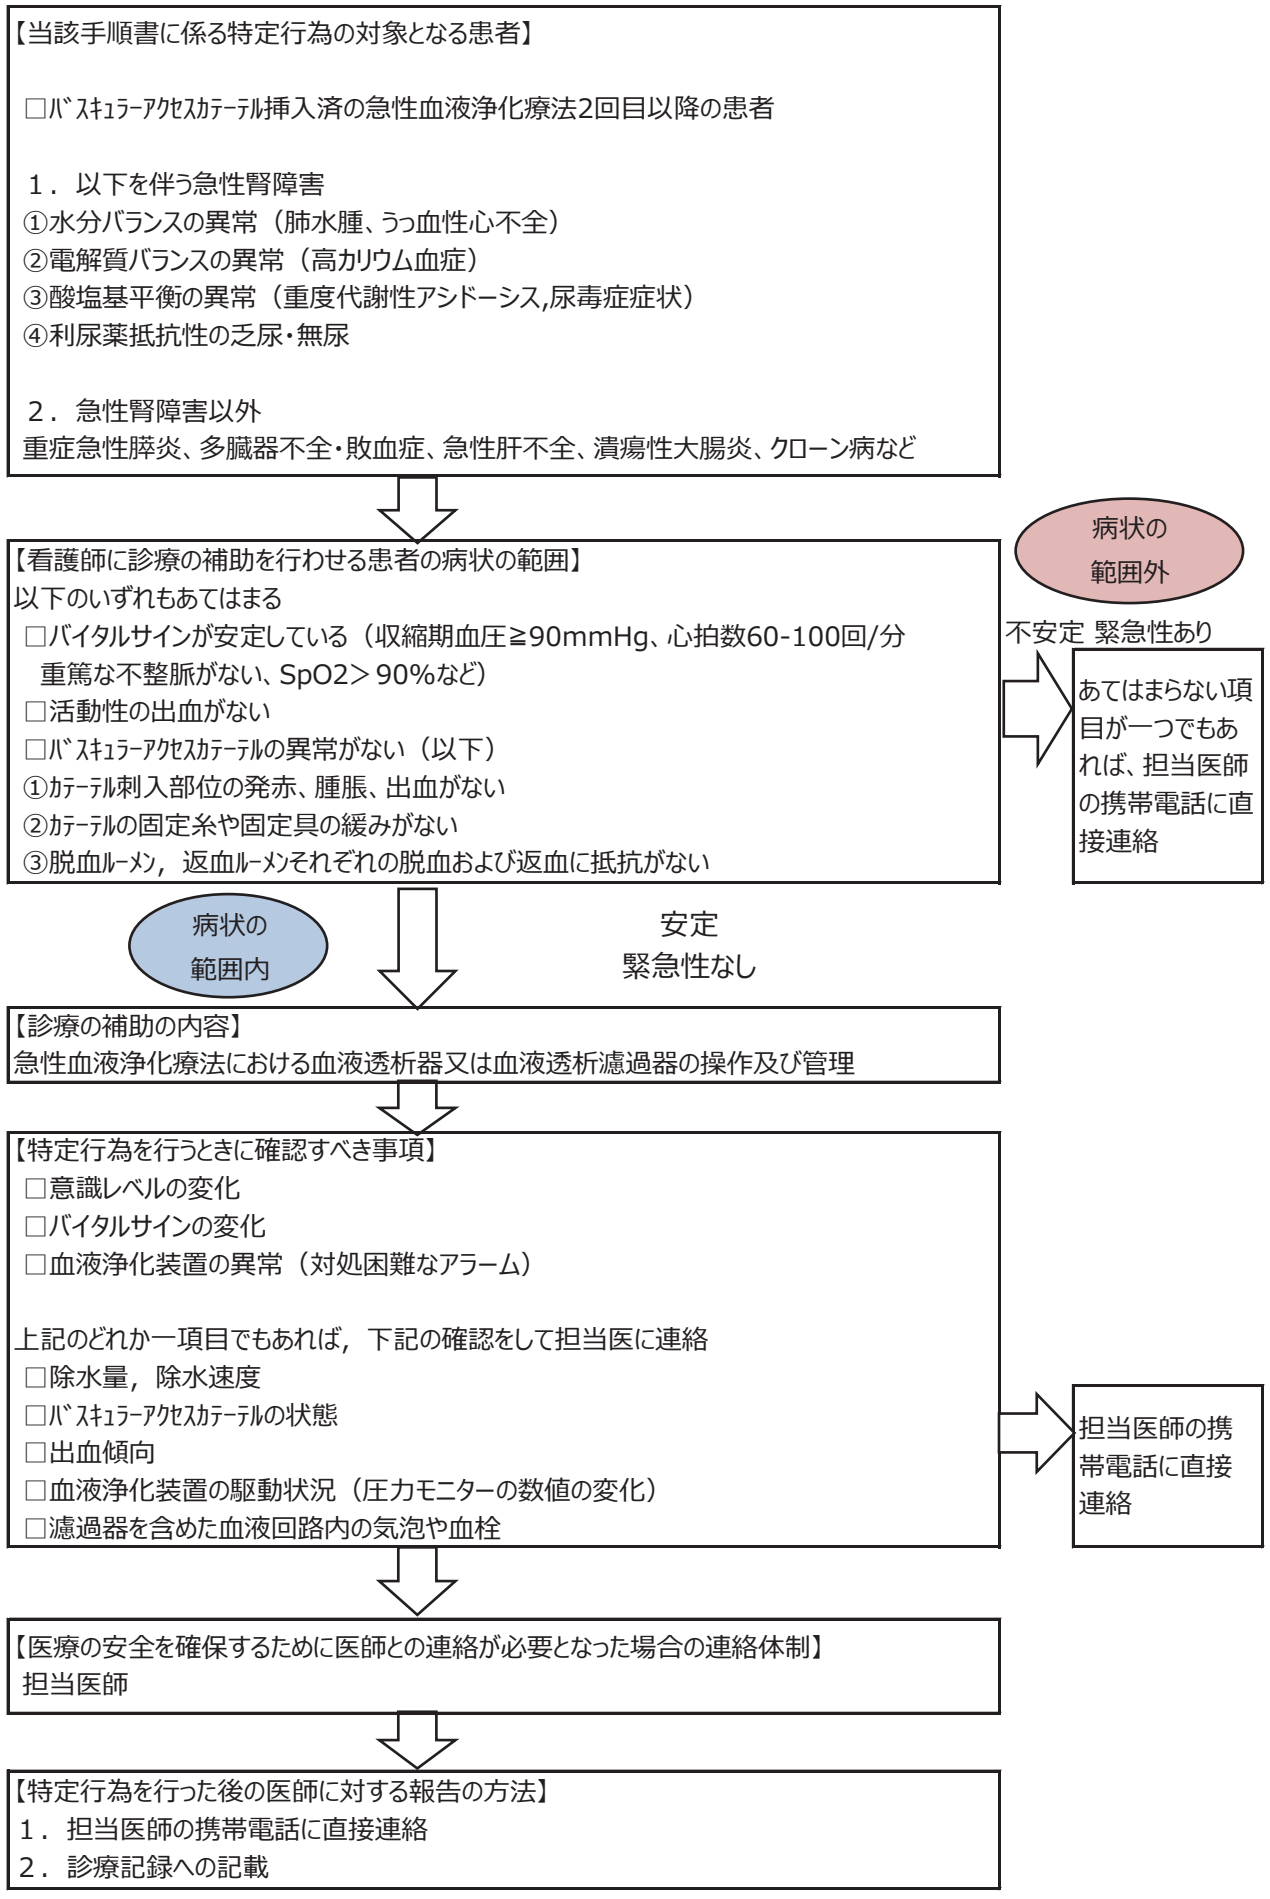 【当該手順書に係る特定行為の対象となる患者】
□ﾊﾞｽｷｭﾗｰｱｸｾｽｶﾃｰﾃﾙ挿入済の急性血液浄化療法2回目以降の患者
１．以下を伴う急性腎障害
①水分バランスの異常（肺水腫、うっ血性心不全）
②電解質バランスの異常（高カリウム血症）
③酸塩基平衡の異常（重度代謝性アシドーシス,尿毒症症状）
④利尿薬抵抗性の乏尿・無尿
２．急性腎障害以外
重症急性膵炎、多臓器不全・敗血症、急性肝不全、潰瘍性大腸炎、クローン病など
病状の
範囲外
【看護師に診療の補助を行わせる患者の病状の範囲】
以下のいずれもあてはまる
□バイタルサインが安定している（収縮期血圧≧90mmHg、心拍数60-100回/分
重篤な不整脈がない、SpO2＞90%など）
□活動性の出血がない
□ﾊﾞｽｷｭﾗｰｱｸｾｽｶﾃｰﾃﾙの異常がない（以下）
①ｶﾃｰﾃﾙ刺入部位の発赤、腫脹、出血がない
②ｶﾃｰﾃﾙの固定糸や固定具の緩みがない
③脱血ﾙｰﾒﾝ，返血ﾙｰﾒﾝそれぞれの脱血および返血に抵抗がない
不安定 緊急性あり
あてはまらない項
目が一つでもあ
れば、担当医師
の携帯電話に直
接連絡
病状の
範囲内
安定
緊急性なし
【診療の補助の内容】
急性血液浄化療法における血液透析器又は血液透析濾過器の操作及び管理
【特定行為を行うときに確認すべき事項】
□意識レベルの変化
□バイタルサインの変化
□血液浄化装置の異常（対処困難なアラーム）
上記のどれか一項目でもあれば，下記の確認をして担当医に連絡
□除水量，除水速度
□ﾊﾞｽｷｭﾗｰｱｸｾｽｶﾃｰﾃﾙの状態
□出血傾向
□血液浄化装置の駆動状況（圧力モニターの数値の変化）
□濾過器を含めた血液回路内の気泡や血栓
担当医師の携
帯電話に直接
連絡
【医療の安全を確保するために医師との連絡が必要となった場合の連絡体制】
担当医師
【特定行為を行った後の医師に対する報告の方法】
１．担当医師の携帯電話に直接連絡
２．診療記録への記載